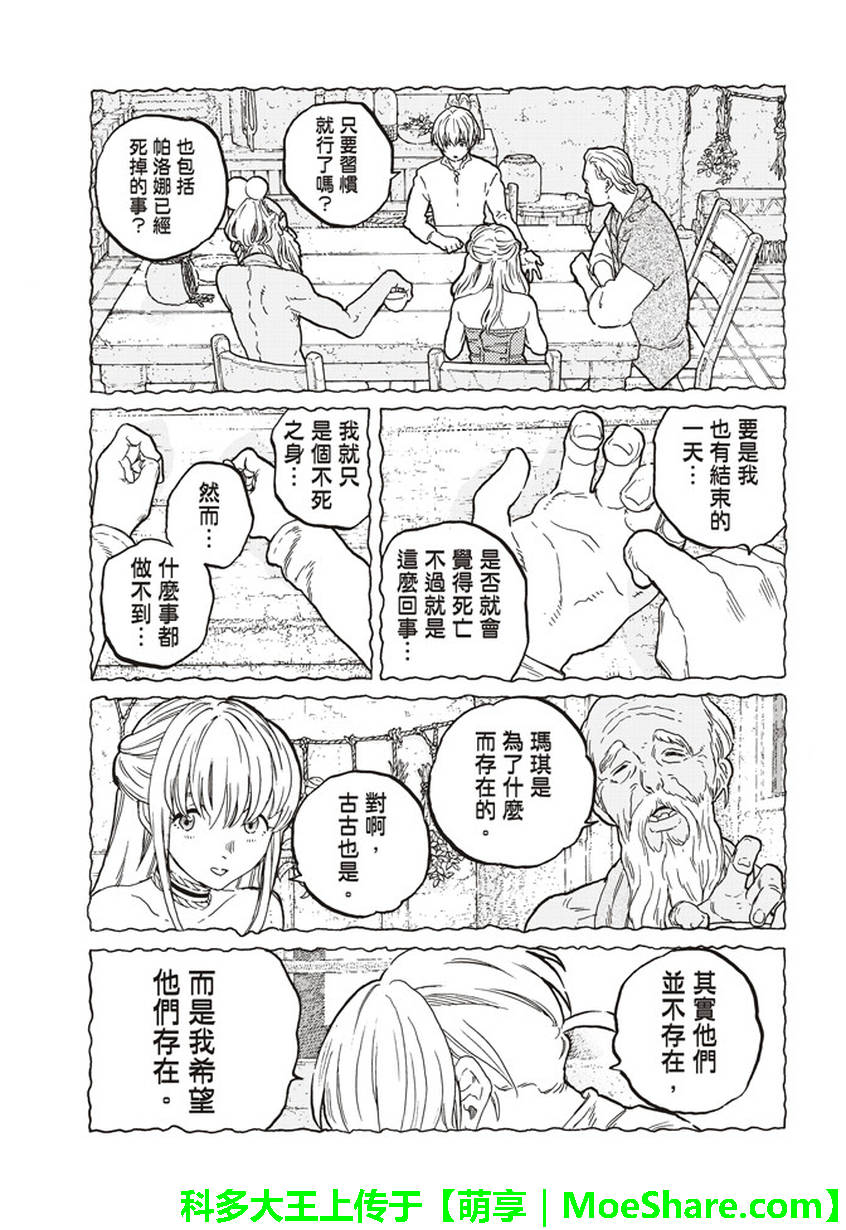 只要習慣
就行了嗎？
也包括
帕洛娜已經
死掉的事？
要是我
也有結束的
一天…
是否就會
覺得死亡
不過就是
這麼回事…
我就只
是個不死
之身…
然而…
什麼事都
做不到…
瑪琪是
為了什麼
而存在的。
對啊，
古古也是。
其實他們
並不存在，
而是我希望
他們存在。
科多大王上传于【萌享｜MoeShare.com】